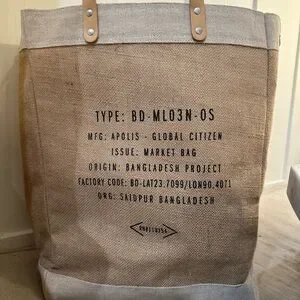 TYPE: BD-ML03N-OS
MFG: APOLIS - GLOBAL CITIZEN
ISSUE: MARKET BAG
ORIGIN: BANGLADESH PROJECT
FACTORY CODE: BD-LAT23.7099/LON90.4071
ORG: SAIDPUR BANGLADESH